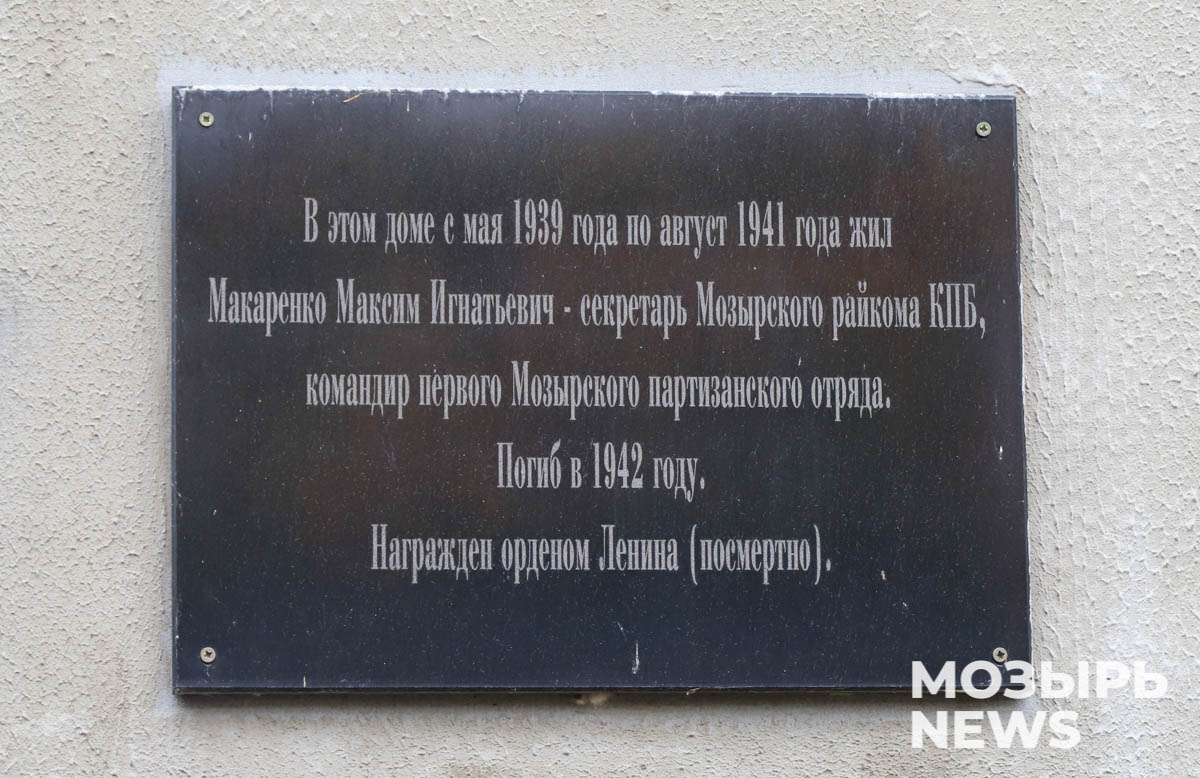 В этом доме с мая 1939 года по август 1941 года жил
Макаренко Максим Игнатьевич - секретарь Мозырского райкома КПБ,
командир первого Мозырского партизанского отряда.
Погиб в 1942 году.
Награжден орденом Ленина (посмертно).
МОЗЫРЬ
NEWS